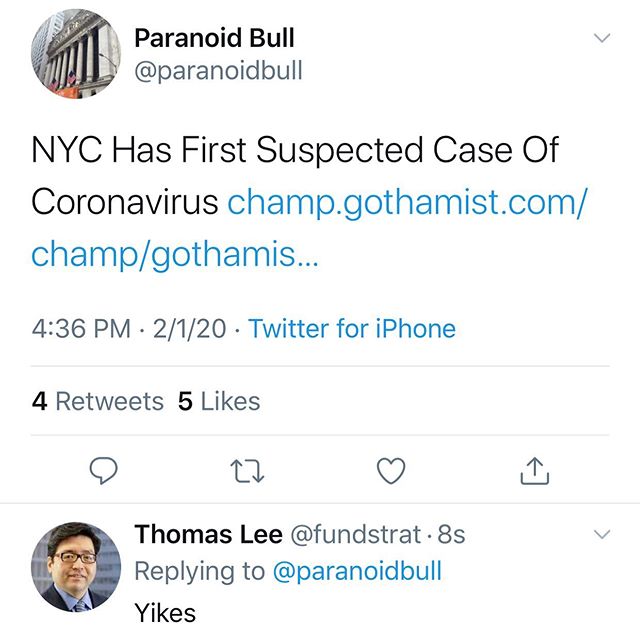 Paranoid Bull
@paranoidbull
NYC Has First Suspected Case Of
Coronavirus champ.gothamist.com/
champ/gothamis...
4:36 PM · 2/1/20 · Twitter for iPhone
4 Retweets 5 Likes
Thomas Lee @fundstrat · 8s
Replying to @paranoidbull
Yikes